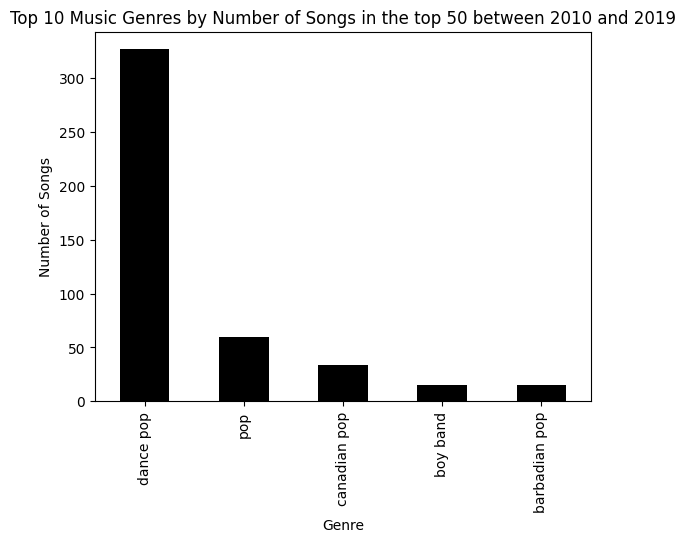 Top 10 Music Genres by Number of Songs in the top 50 between 2010 and 2019
Number of Songs
300
250
200
150
100
50
0
dance pop
pop
canadian pop
boy band
barbadian pop
Genre